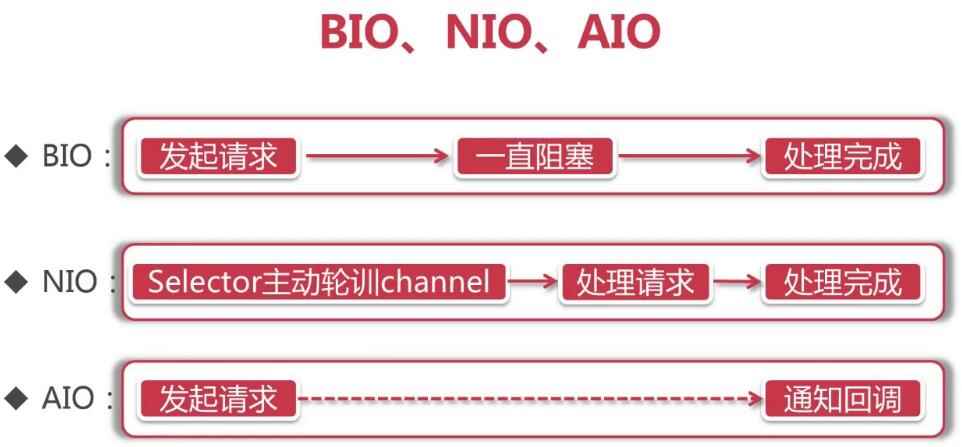 BIO、NIO、AIO
◆ BIO： 发起请求 一直阻塞 处理完成
◆ NIO： Selector主动轮训channel 处理请求 处理完成
◆ AIO： 发起请求 通知回调